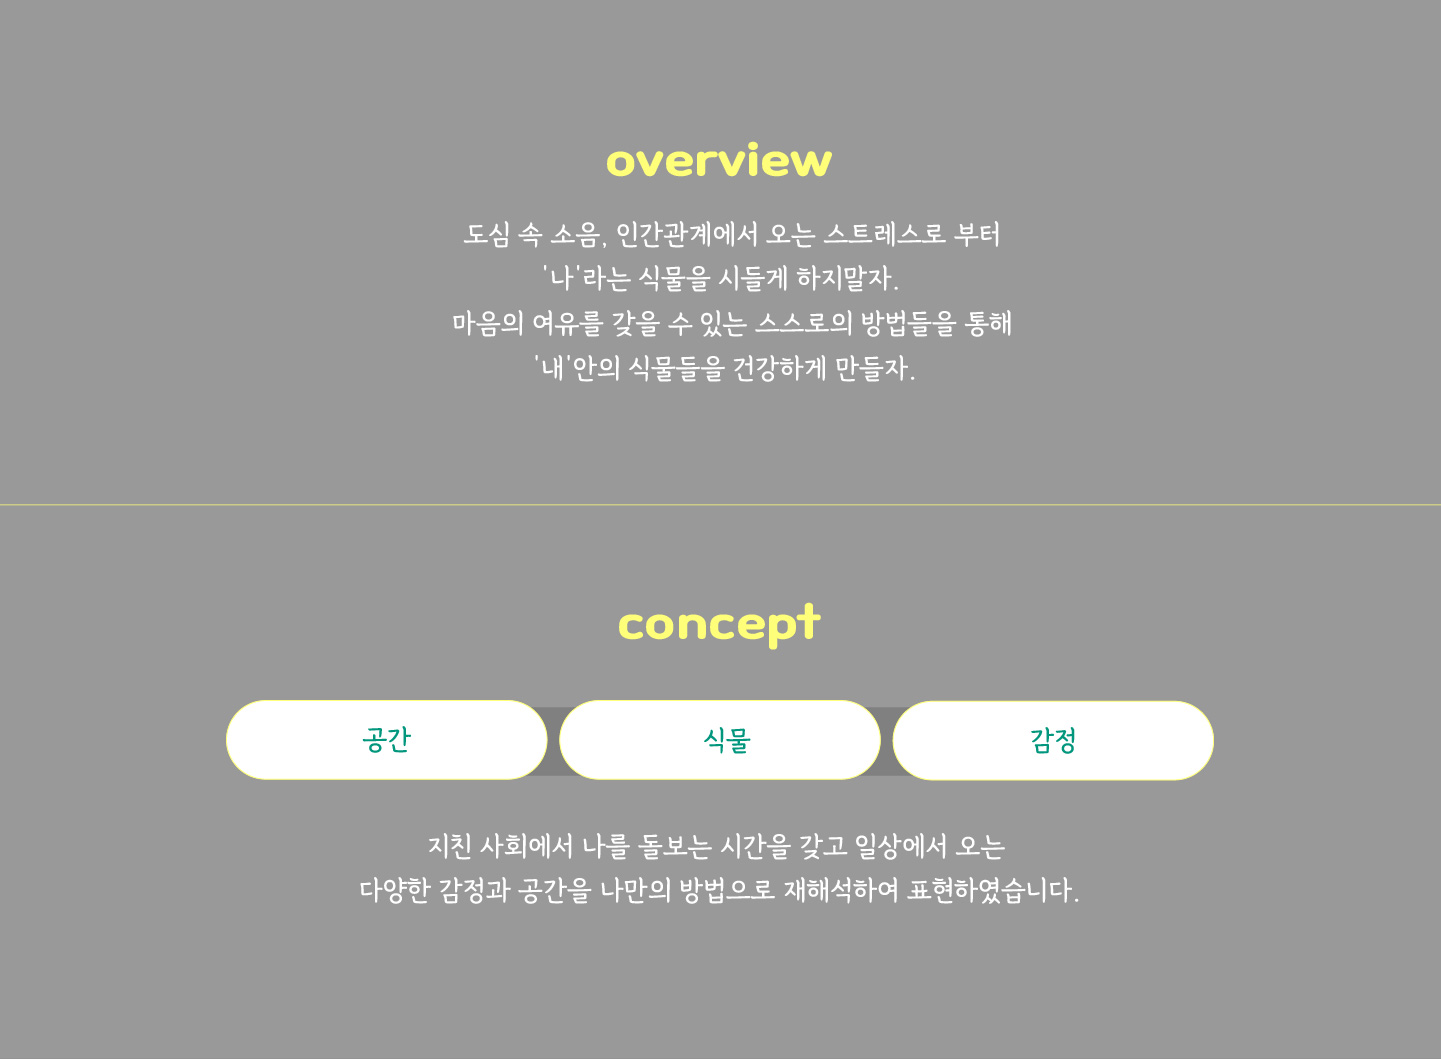 overview
도심 속 소음, 인간관계에서 오는 스트레스로 부터
'나'라는 식물을 시들게 하지말자.
마음의 여유를 갖을 수 있는 스스로의 방법들을 통해
'내'안의 식물들을 건강하게 만들자.
concept
공간
식물
감정
지친 사회에서 나를 돌보는 시간을 갖고 일상에서 오는
다양한 감정과 공간을 나만의 방법으로 재해석하여 표현하였습니다.